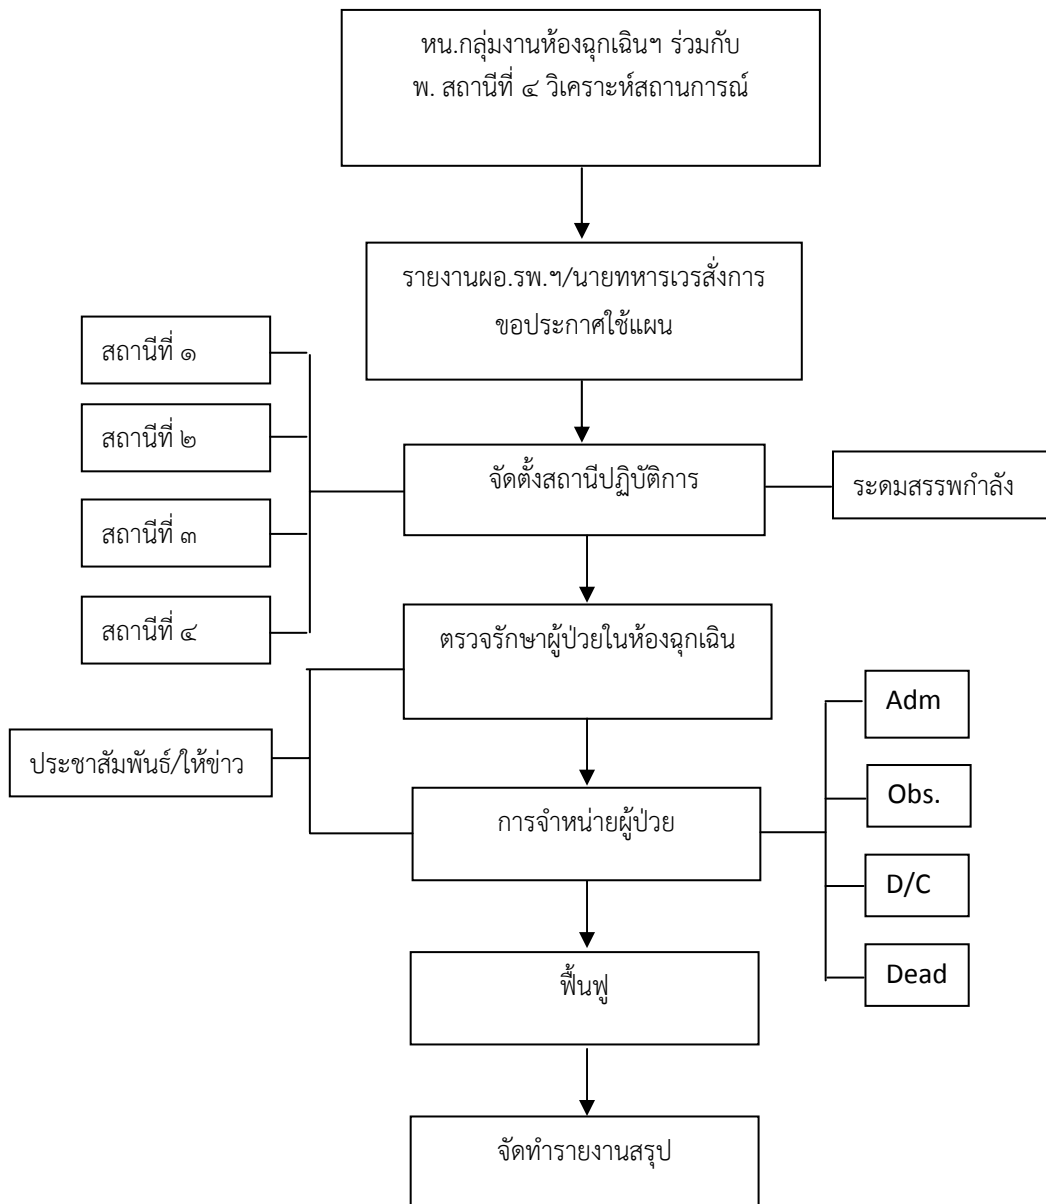 หน.กลุ่มงานห้องฉุกเฉินฯ ร่วมกับ
พ. สถานีที่ ๔ วิเคราะห์สถานการณ์
รายงานผอ.รพ.ฯ/นายทหารเวรสั่งการ
ขอประกาศใช้แผน
สถานีที่ ๑
สถานีที่ ๒
สถานีที่ ๓
สถานีที่ ๔
จัดตั้งสถานีปฏิบัติการ
ระดมสรรพกำลัง
ตรวจรักษาผู้ป่วยในห้องฉุกเฉิน
ประชาสัมพันธ์/ให้ข่าว
การจำหน่ายผู้ป่วย
Adm
Obs.
D/C
Dead
ฟื้นฟู
จัดทำรายงานสรุป